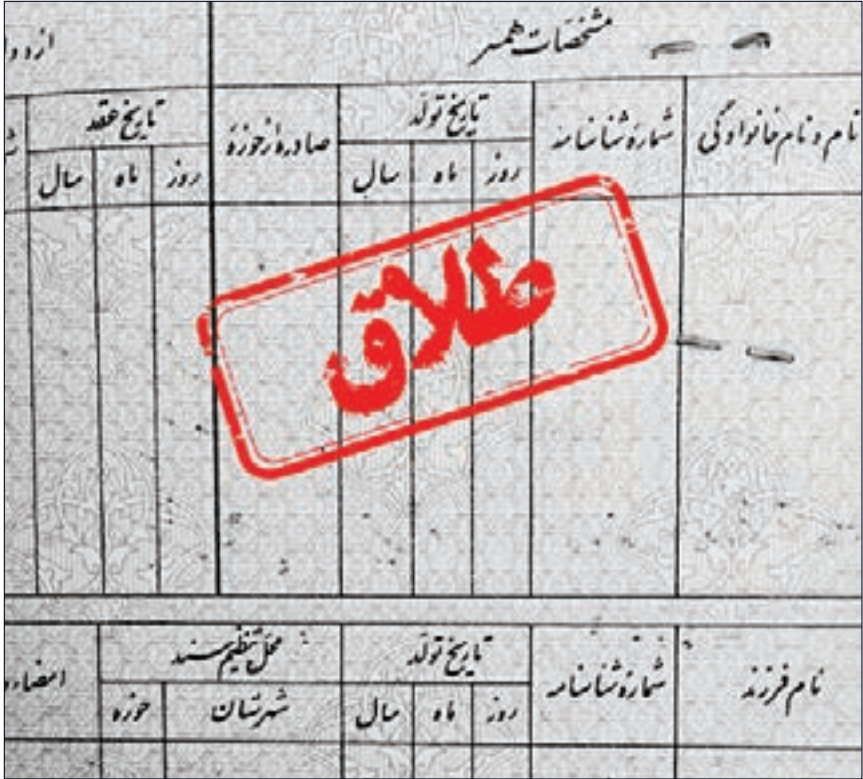 مشخصات همسر
نام و نام خانوادگی شماره شناسنامه تاریخ تولد صادره از حوزه تاریخ عقد
روز ماه سال روز ماه سال
طلاق
نام فرزند شماره شناسنامه تاریخ تولد محل تنظیم سند
روز ماه سال شهرستان حوزه